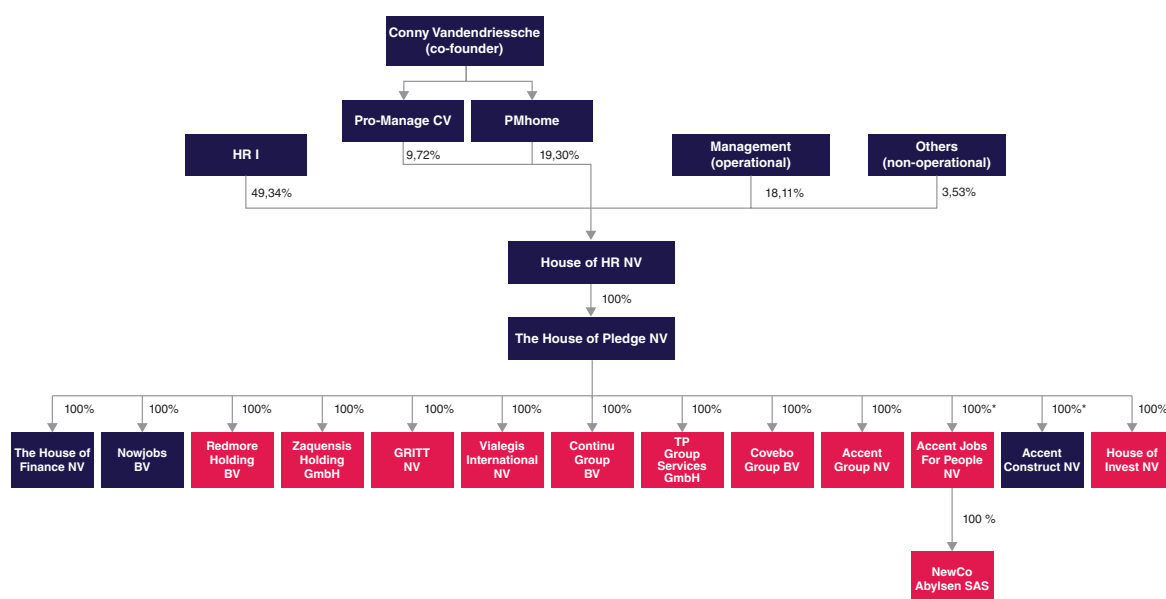 Conny Vandendriessche
(co-founder)
Pro-Manage CV
PMhome
HR I
Management
(operational)
Others
(non-operational)
9,72%
19,30%
49,34%
18,11%
3,53%
House of HR NV
100%
The House of Pledge NV
100%
100%
100%
100%
100%
100%
100%
100%
100%
100%
100%*
100%*
100%
The House of
Finance NV
Nowjobs
BV
Redmore
Holding
BV
Zaquensis
Holding
GmbH
GRITT
NV
Vialegis
International
NV
Continu
Group
BV
TP
Group
Services
GmbH
Covebo
Group BV
Accent
Group NV
Accent Jobs
For People
NV
Accent
Construct NV
House of
Invest NV
100 %
NewCo
Abylsen SAS